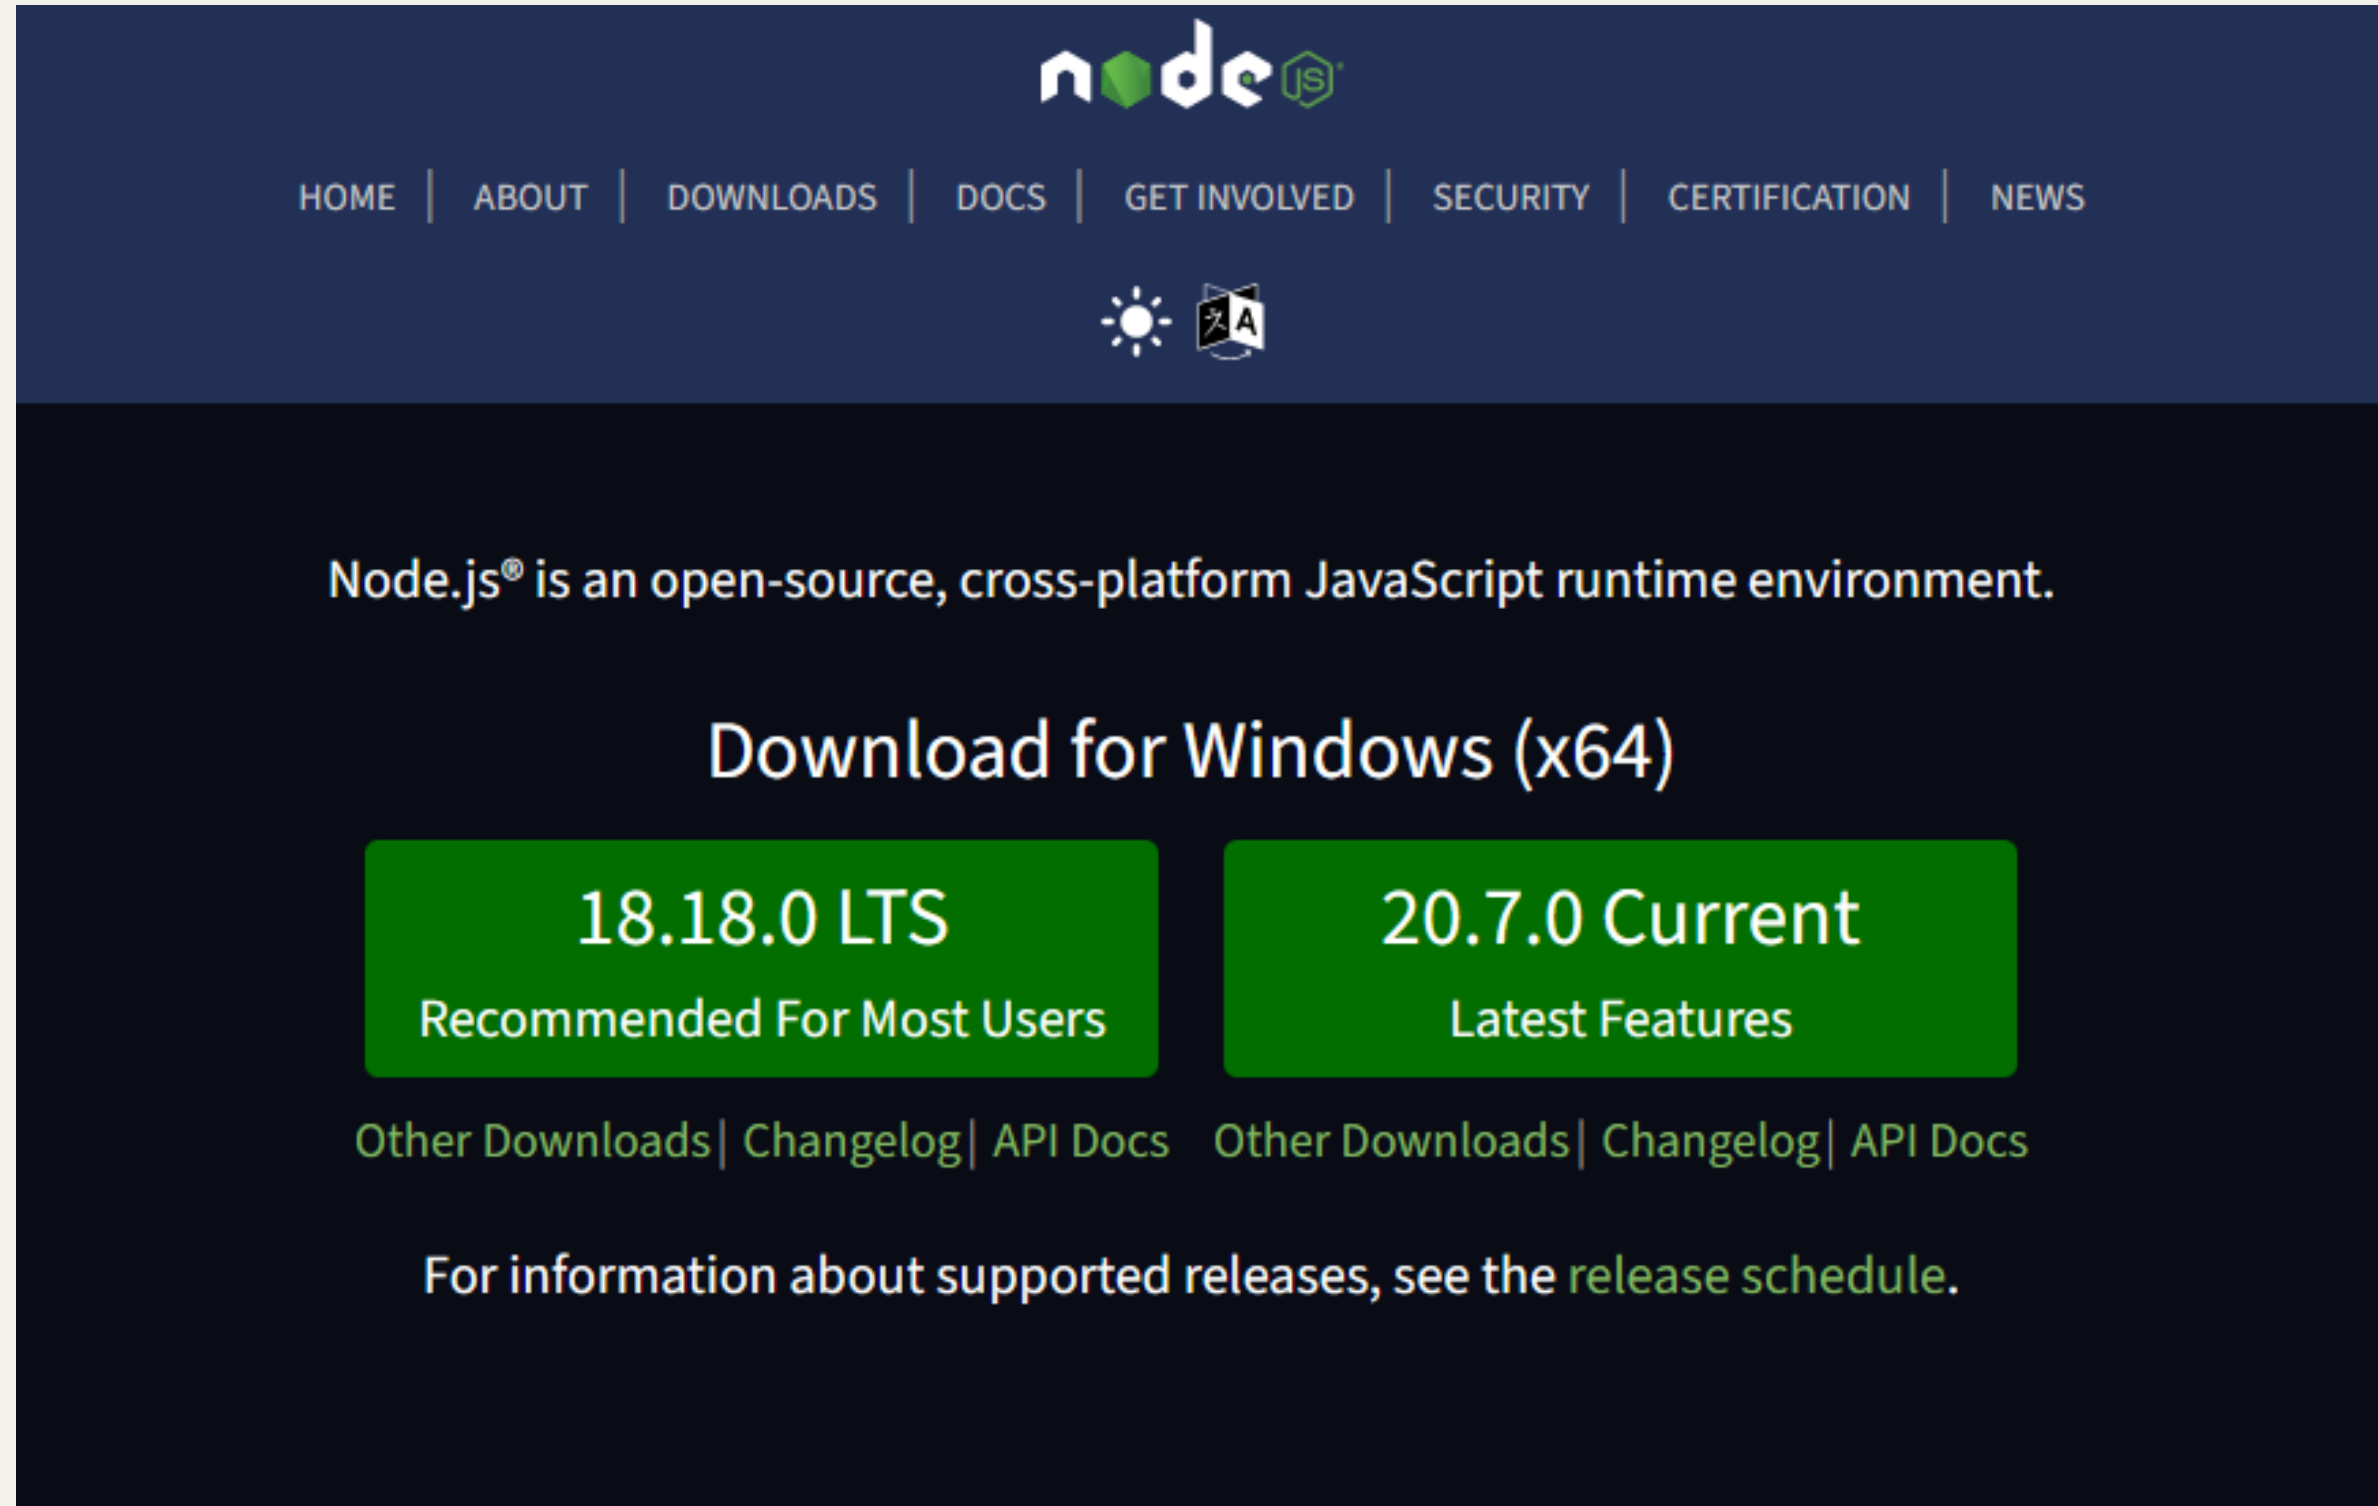 node JS
HOME | ABOUT | DOWNLOADS | DOCS | GET INVOLVED | SECURITY | CERTIFICATION | NEWS
文A
Node.js® is an open-source, cross-platform JavaScript runtime environment.
Download for Windows (x64)
18.18.0 LTS
Recommended For Most Users
Other Downloads | Changelog | API Docs
20.7.0 Current
Latest Features
Other Downloads | Changelog | API Docs
For information about supported releases, see the release schedule.